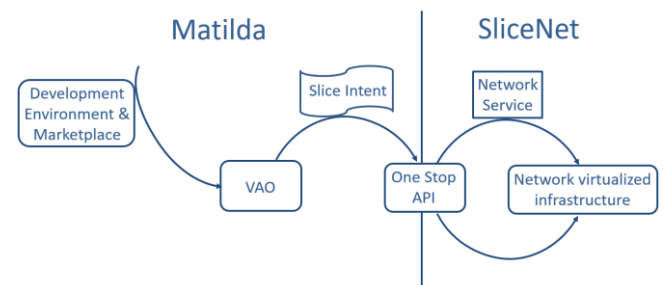 Matilda
SliceNet
Development
Environment &
Marketplace
Slice Intent
Network
Service
VAO
One Stop
API
Network virtualized
infrastructure